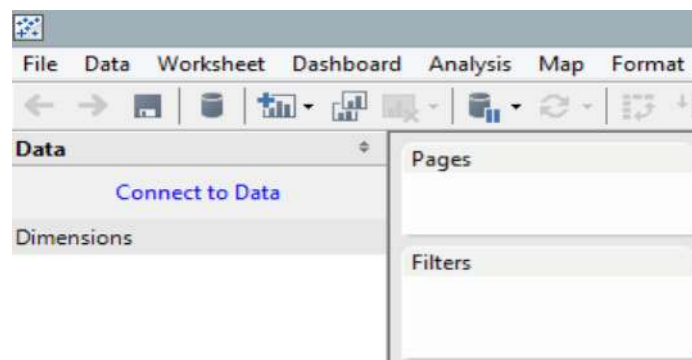 File Data Worksheet Dashboard Analysis Map Format
Data
Connect to Data
Dimensions
Pages
Filters